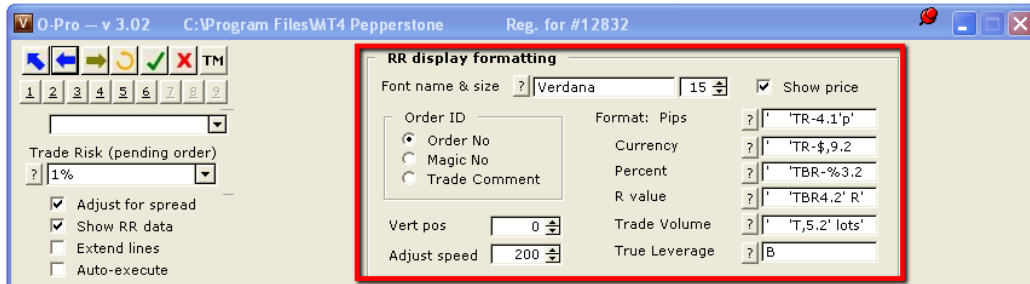 O-Pro — v 3.02 C:\Program Files\MT4 Pepperstone Reg. for #12832
TM
1 2 3 4 5 6 7 8 9
Trade Risk (pending order)
? 1%
Adjust for spread
Show RR data
Extend lines
Auto-execute
RR display formatting
Font name & size ? Verdana 15 Show price
Order ID
Order No
Magic No
Trade Comment
Vert pos 0
Adjust speed 200
Format: Pips ? '   'TR-4.1'p'
Currency ? '   'TR-$,9.2
Percent ? '   'TBR-%3.2
R value ? '   'TBR4.2' R'
Trade Volume ? '   'T,5.2' lots'
True Leverage ? B